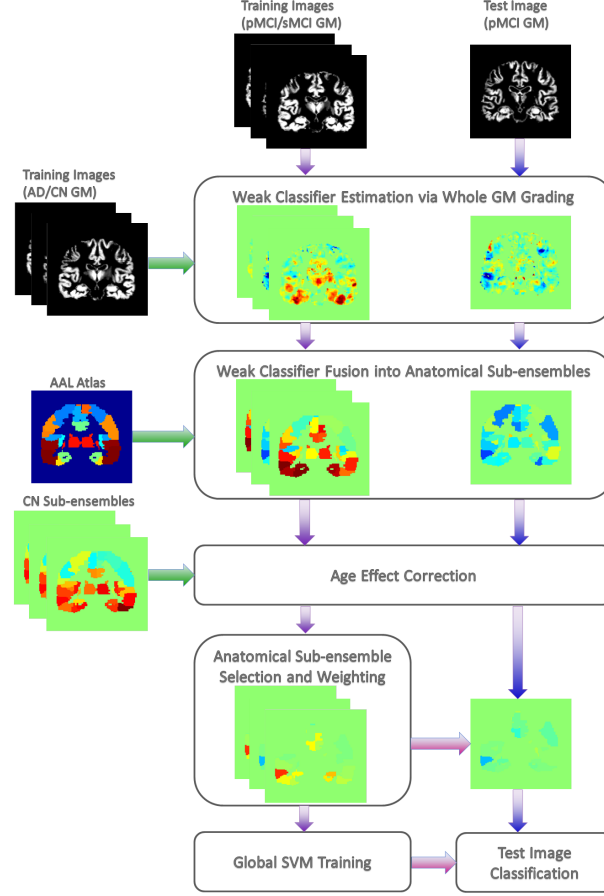 Training Images
(pMCI/sMCI GM)
Test Image
(pMCI GM)
Training Images
(AD/CN GM)
Weak Classifier Estimation via Whole GM Grading
AAL Atlas
Weak Classifier Fusion into Anatomical Sub-ensembles
CN Sub-ensembles
Age Effect Correction
Anatomical Sub-ensemble
Selection and Weighting
Global SVM Training
Test Image
Classification